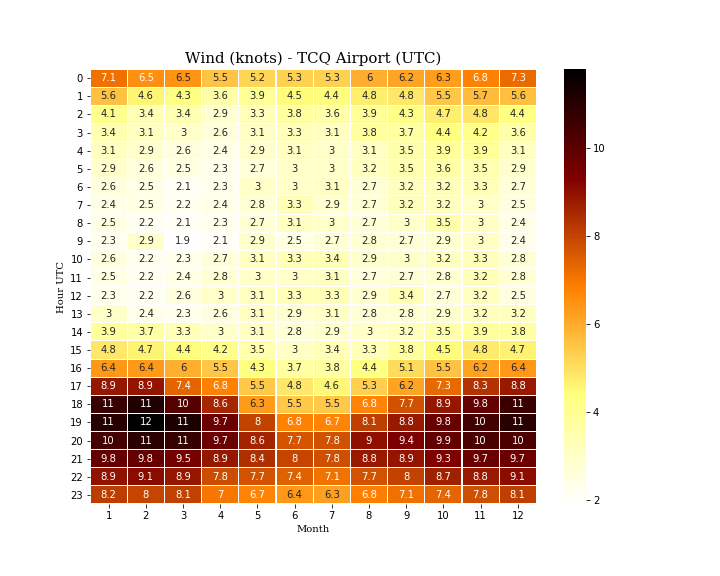 Wind (knots) - TCQ Airport (UTC)
0 7.1 6.5 6.5 5.5 5.2 5.3 5.3 6 6.2 6.3 6.8 7.3
1 5.6 4.6 4.3 3.6 3.9 4.5 4.4 4.8 4.8 5.5 5.7 5.6
2 4.1 3.4 3.4 2.9 3.3 3.8 3.6 3.9 4.3 4.7 4.8 4.4
3 3.4 3.1 3 2.6 3.1 3.3 3.1 3.8 3.7 4.4 4.2 3.6
4 3.1 2.9 2.6 2.4 2.9 3.1 3 3.1 3.5 3.9 3.9 3.1
5 2.9 2.6 2.5 2.3 2.7 3 3 3.2 3.5 3.6 3.5 2.9
6 2.6 2.5 2.1 2.3 3 3 3.1 2.7 3.2 3.2 3.3 2.7
7 2.4 2.5 2.2 2.4 2.8 3.3 2.9 2.7 3.2 3.2 3 2.5
8 2.5 2.2 2.1 2.3 2.7 3.1 3 2.7 3 3.5 3 2.4
9 2.3 2.9 1.9 2.1 2.9 2.5 2.7 2.8 2.7 2.9 3 2.4
10 2.6 2.2 2.3 2.7 3.1 3.3 3.4 2.9 3 3.2 3.3 2.8
11 2.5 2.2 2.4 2.8 3 3 3.1 2.7 2.7 2.8 3.2 2.8
12 2.3 2.2 2.6 3 3.1 3.3 3.3 2.9 3.4 2.7 3.2 2.5
13 3 2.4 2.3 2.6 3.1 2.9 3.1 2.8 2.8 2.9 3.2 3.2
14 3.9 3.7 3.3 3 3.1 2.8 2.9 3 3.2 3.5 3.9 3.8
15 4.8 4.7 4.4 4.2 3.5 3 3.4 3.3 3.8 4.5 4.8 4.7
16 6.4 6.4 6 5.5 4.3 3.7 3.8 4.4 5.1 5.5 6.2 6.4
17 8.9 8.9 7.4 6.8 5.5 4.8 4.6 5.3 6.2 7.3 8.3 8.8
18 11 11 10 8.6 6.3 5.5 5.5 6.8 7.7 8.9 9.8 11
19 11 12 11 9.7 8 6.8 6.7 8.1 8.8 9.8 10 11
20 10 11 11 9.7 8.6 7.7 7.8 9 9.4 9.9 10 10
21 9.8 9.8 9.5 8.9 8.4 8 7.8 8.8 8.9 9.3 9.7 9.7
22 8.9 9.1 8.9 7.8 7.7 7.4 7.1 7.7 8 8.7 8.8 9.1
23 8.2 8 8.1 7 6.7 6.4 6.3 6.8 7.1 7.4 7.8 8.1
1 2 3 4 5 6 7 8 9 10 11 12
Month
Hour UTC
10
8
6
4
2